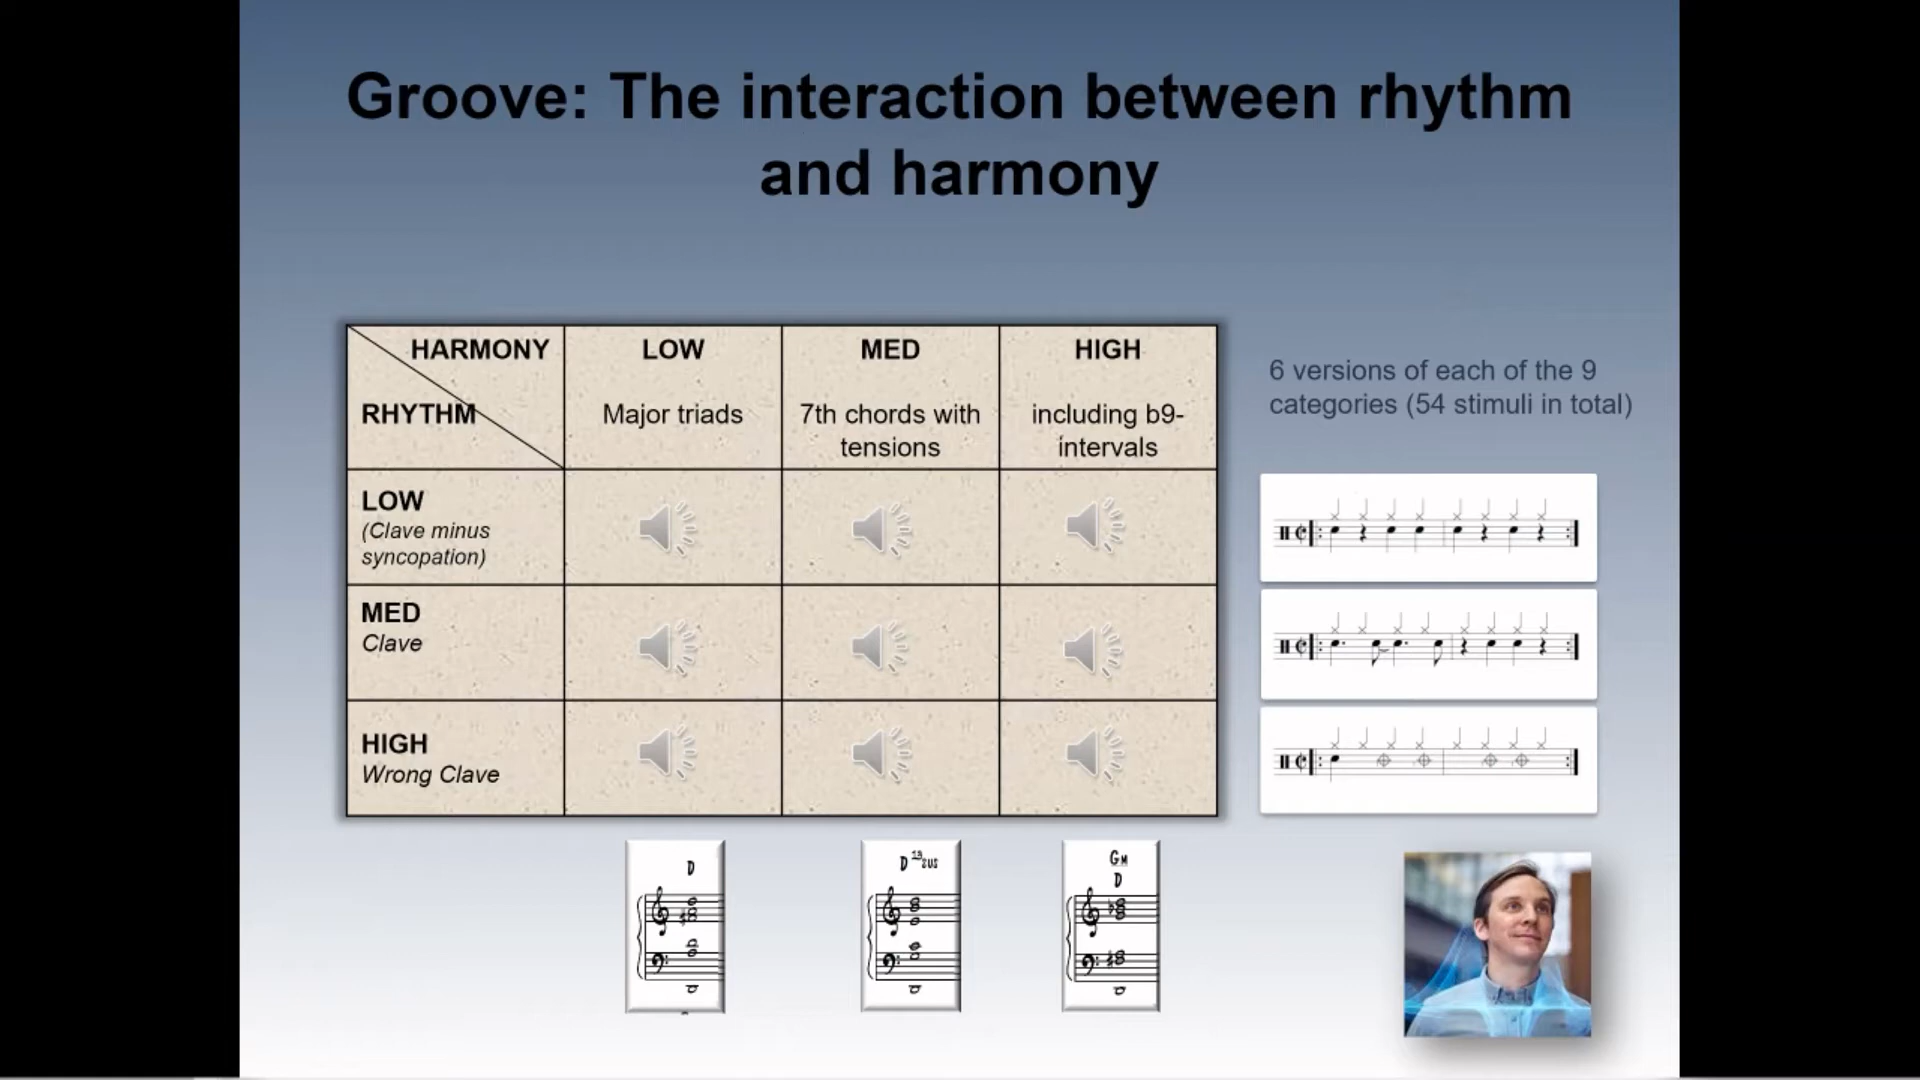 Groove: The interaction between rhythm
and harmony
HARMONY
RHYTHM
LOW
Major triads
MED
7th chords with
tensions
HIGH
including b9-
intervals
6 versions of each of the 9
categories (54 stimuli in total)
LOW
(Clave minus
syncopation)
MED
Clave
HIGH
Wrong Clave
D
D13sus
GM
D